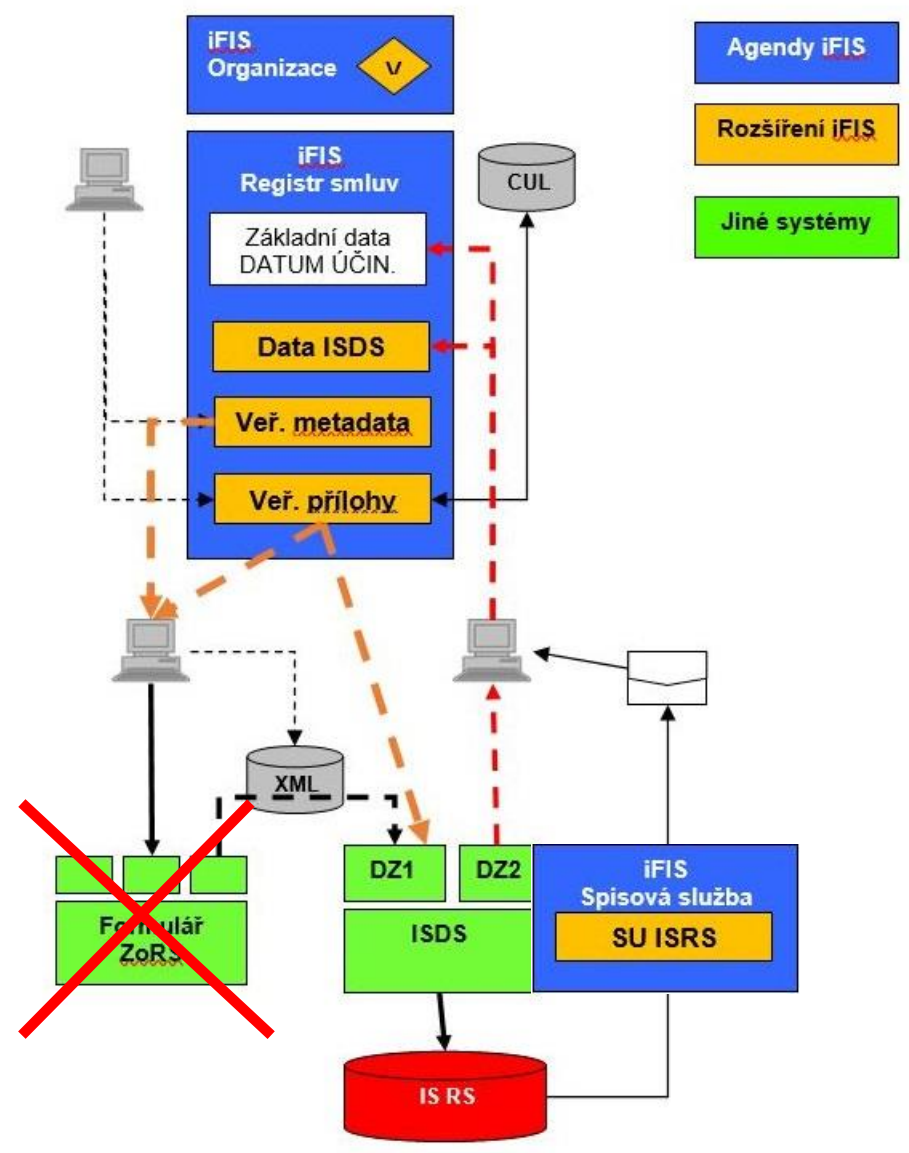 iFIS
Organizace
V
Agendy iFIS
Rozšíření iFIS
Jiné systémy
iFIS
Registr smluv
CUL
Základní data
DATUM ÚČIN.
Data ISDS
Veř. metadata
Veř. přílohy
XML
DZ1
DZ2
iFIS
Spisová služba
SU ISRS
Formulář
ZoRS
ISDS
IS RS